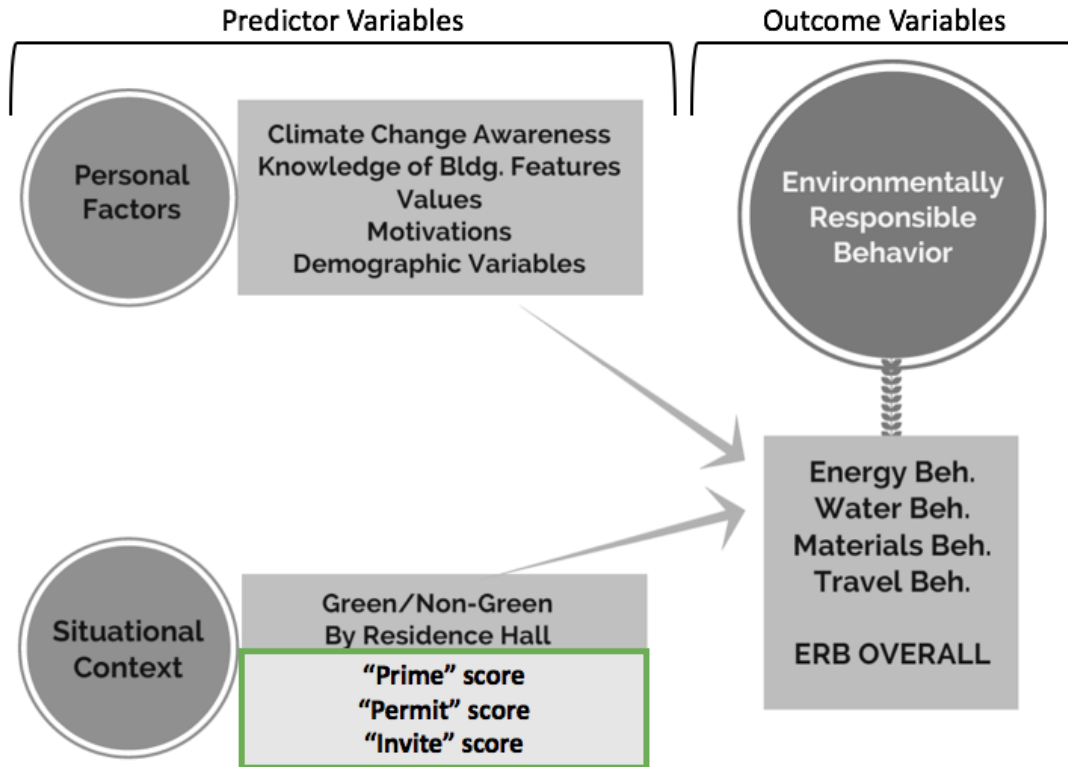 Predictor Variables
Outcome Variables
Personal
Factors
Climate Change Awareness
Knowledge of Bldg. Features
Values
Motivations
Demographic Variables
Environmentally
Responsible
Behavior
Situational
Context
Green/Non-Green
By Residence Hall
“Prime” score
“Permit” score
“Invite” score
Energy Beh.
Water Beh.
Materials Beh.
Travel Beh.
ERB OVERALL